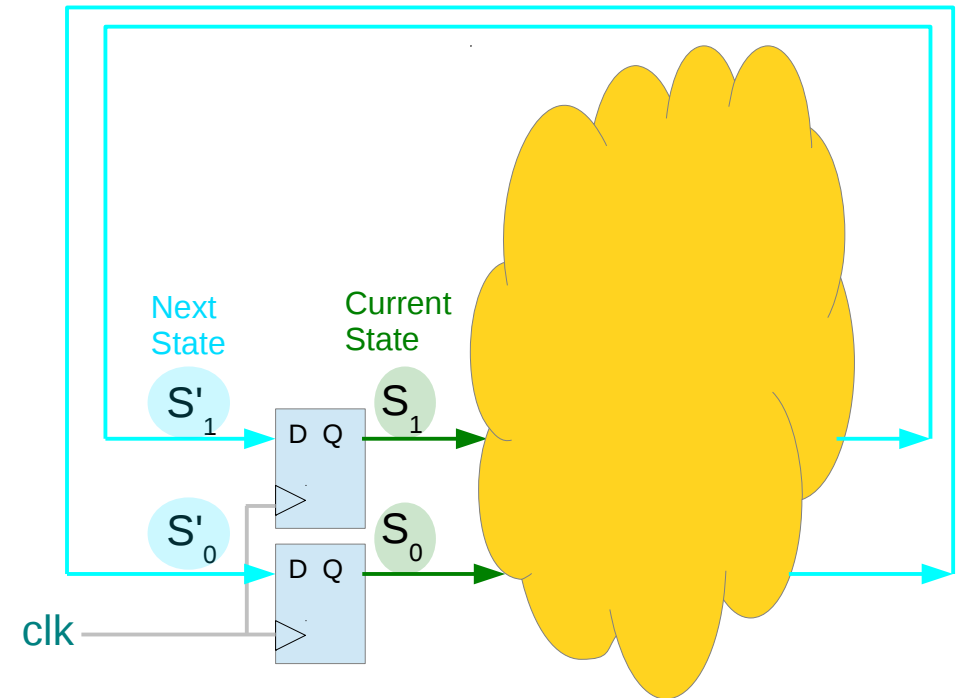 Next
State
Current
State
S'1
S1
D Q
S'0
S0
D Q
clk